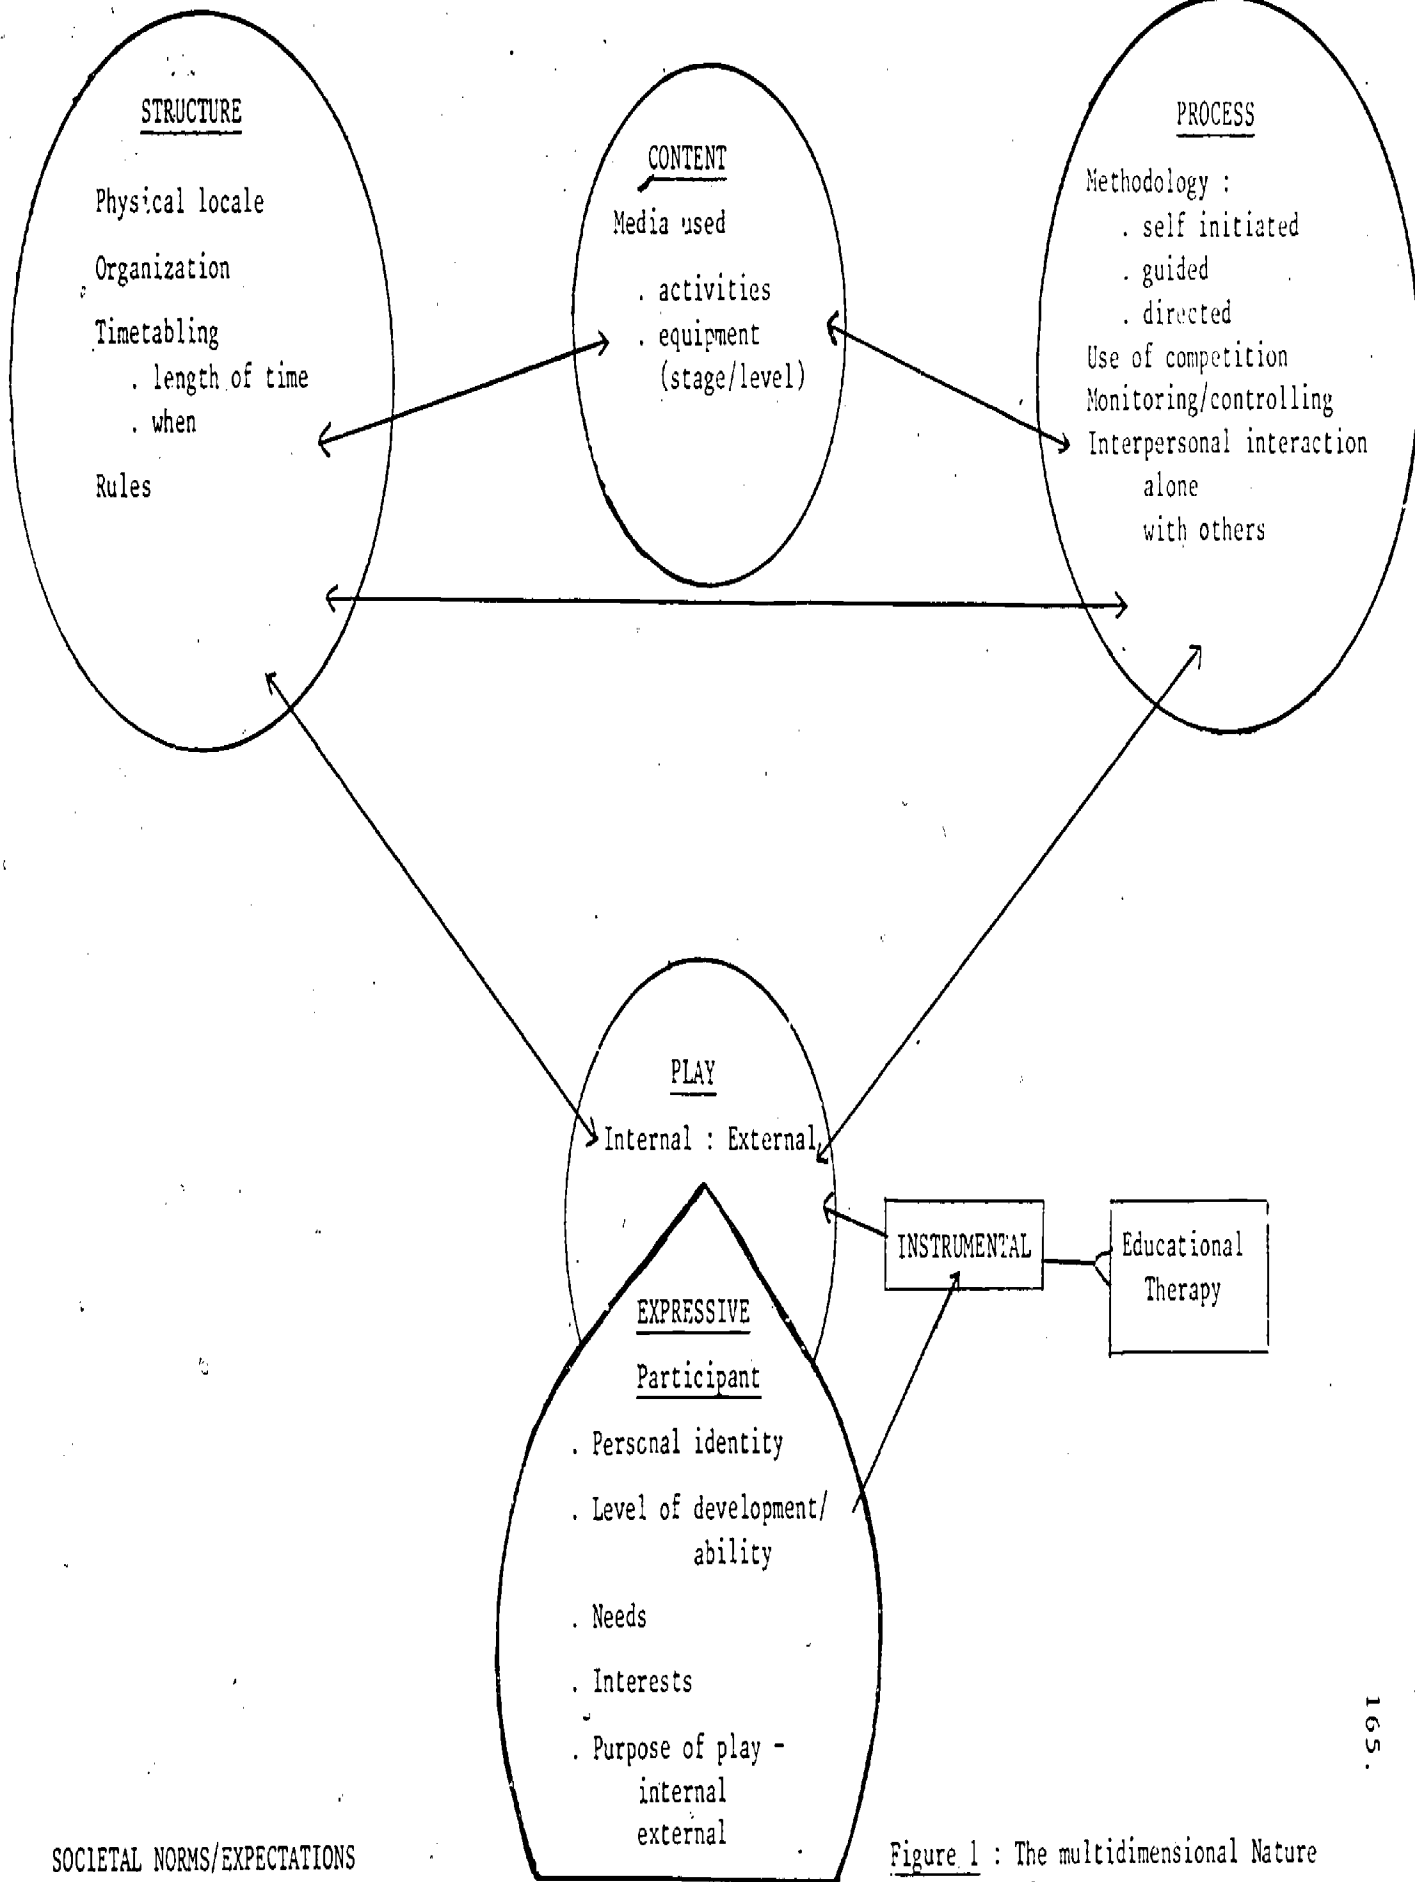 STRUCTURE
Physical locale
Organization
Timetabling
. length of time
. when
Rules
CONTENT
Media used
. activities
. equipment
(stage/level)
PROCESS
Methodology :
. self initiated
. guided
. directed
Use of competition
Monitoring/controlling
Interpersonal interaction
alone
with others
PLAY
Internal : External
INSTRUMENTAL
Educational
Therapy
EXPRESSIVE
Participant
. Personal identity
. Level of development/
ability
. Needs
. Interests
. Purpose of play -
internal
external
165.
SOCIETAL NORMS/EXPECTATIONS
Figure 1 : The multidimensional Nature